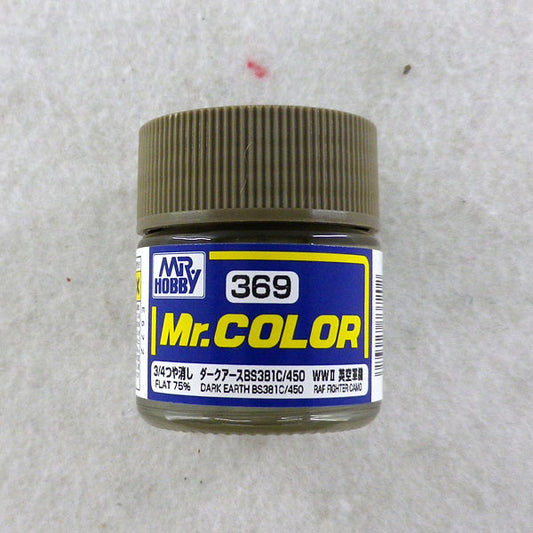 MR HOBBY
369
Mr.COLOR
3/4つや消し ダークアースBS381C/450 WWⅡ 英空軍機
FLAT 75% DARK EARTH BS381C/450 RAF FIGHTER CAMO